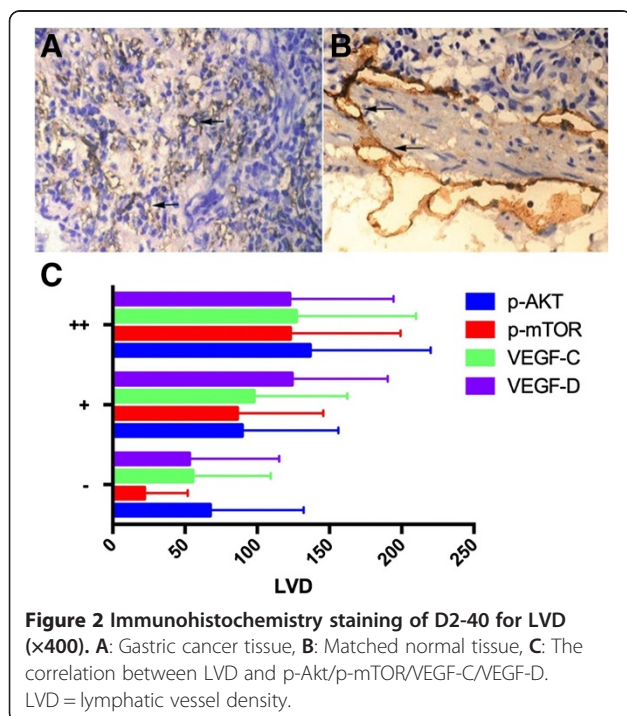 A
B
C
++
+
-
p-AKT
p-mTOR
VEGF-C
VEGF-D
0
50
100
150
200
250
LVD
Figure 2 Immunohistochemistry staining of D2-40 for LVD
(×400). A: Gastric cancer tissue, B: Matched normal tissue, C: The
correlation between LVD and p-Akt/p-mTOR/VEGF-C/VEGF-D.
LVD = lymphatic vessel density.